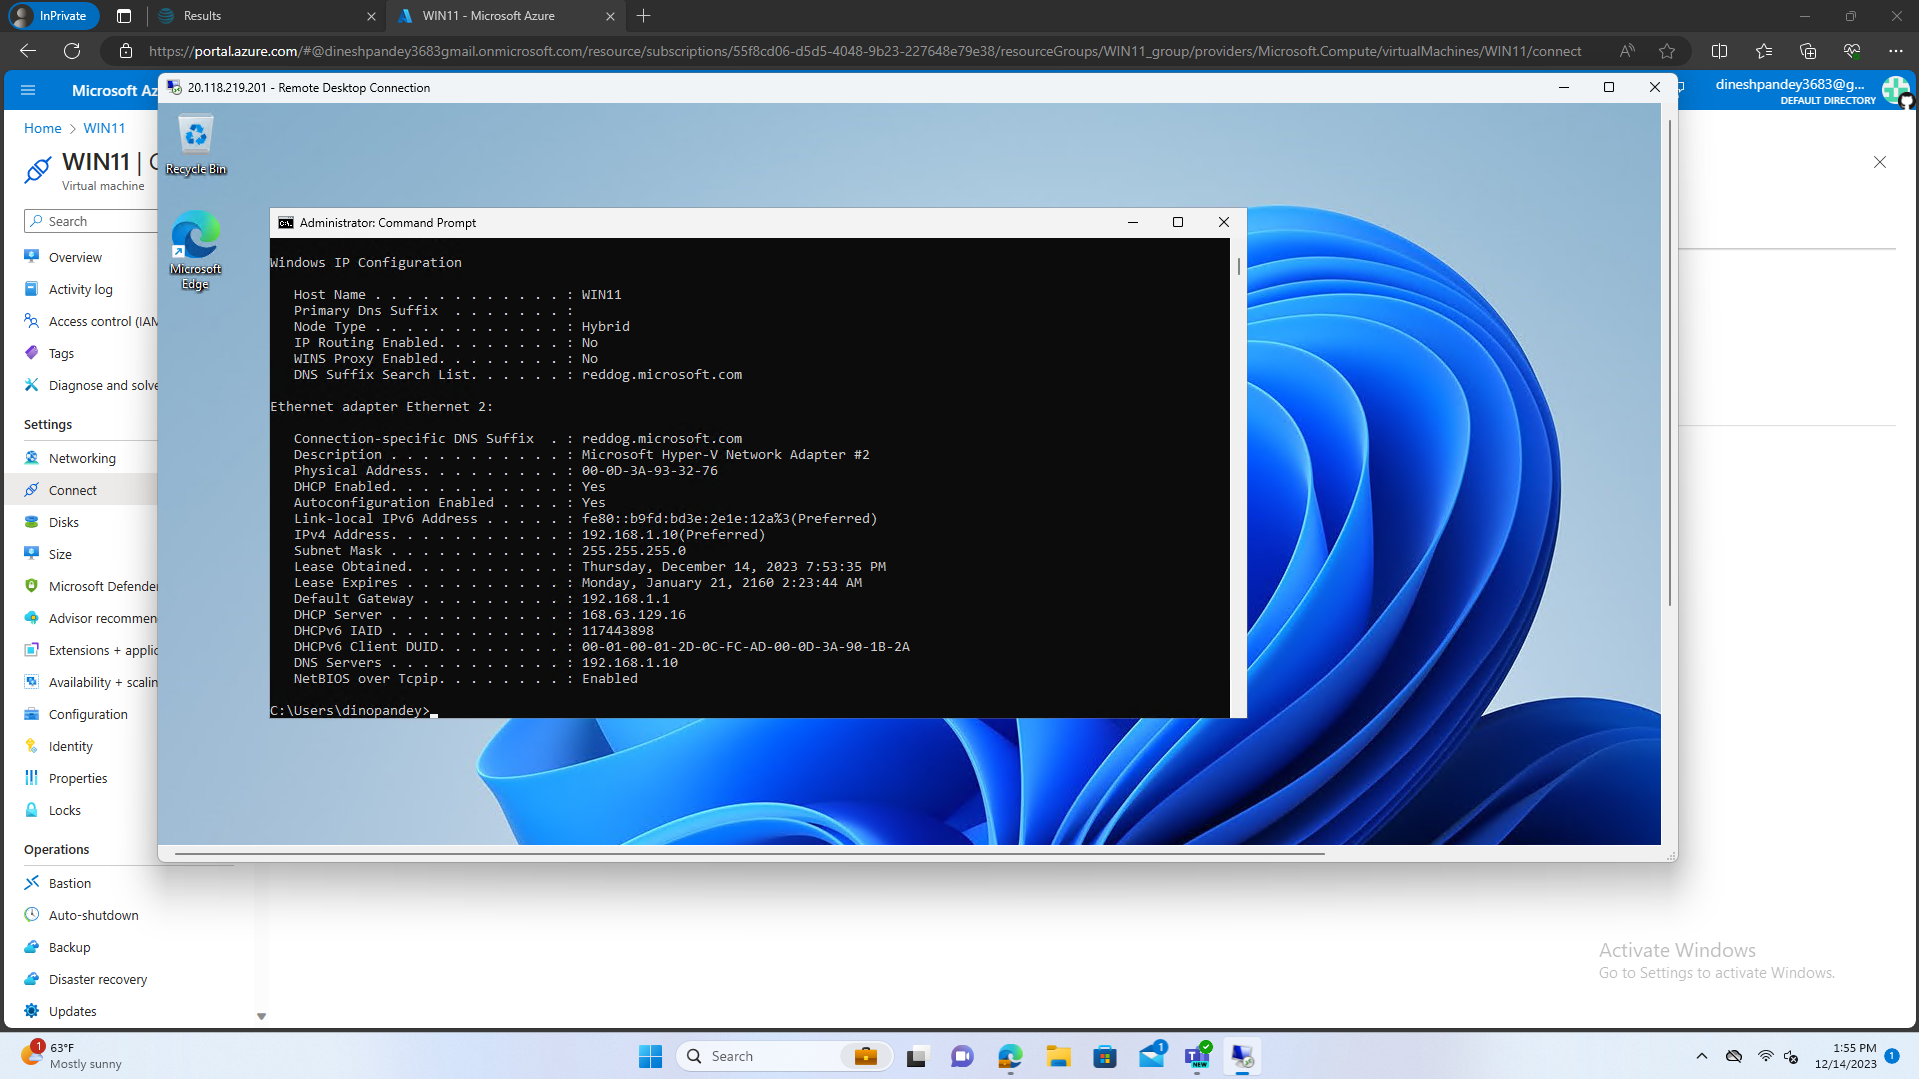 InPrivate
Results
WIN11 - Microsoft Azure
https://portal.azure.com/#@dineshpandey3683gmail.onmicrosoft.com/resource/subscriptions/55f8cd06-d5d5-4048-9b23-227648e79e38/resourceGroups/WIN11_group/providers/Microsoft.Compute/virtualMachines/WIN11/connect
Microsoft Az
20.118.219.201 - Remote Desktop Connection
dineshpandey3683@g...
DEFAULT DIRECTORY
Home > WIN11
WIN11 | C
Virtual machine
Search
Overview
Activity log
Access control (IAM
Tags
Diagnose and solve
Settings
Networking
Connect
Disks
Size
Microsoft Defender
Advisor recommen
Extensions + applic
Availability + scalin
Configuration
Identity
Properties
Locks
Operations
Bastion
Auto-shutdown
Backup
Disaster recovery
Updates
Recycle Bin
Microsoft
Edge
Administrator: Command Prompt
Windows IP Configuration
Host Name . . . . . . . . . . . . : WIN11
Primary Dns Suffix . . . . . . . :
Node Type . . . . . . . . . . . . : Hybrid
IP Routing Enabled. . . . . . . . : No
WINS Proxy Enabled. . . . . . . . : No
DNS Suffix Search List. . . . . . : reddog.microsoft.com
Ethernet adapter Ethernet 2:
Connection-specific DNS Suffix . : reddog.microsoft.com
Description . . . . . . . . . . . : Microsoft Hyper-V Network Adapter #2
Physical Address. . . . . . . . . : 00-0D-3A-93-32-76
DHCP Enabled. . . . . . . . . . . : Yes
Autoconfiguration Enabled . . . . : Yes
Link-local IPv6 Address . . . . . : fe80::b9fd:bd3e:2e1e:12a%3(Preferred)
IPv4 Address. . . . . . . . . . . : 192.168.1.10(Preferred)
Subnet Mask . . . . . . . . . . . : 255.255.255.0
Lease Obtained. . . . . . . . . . : Thursday, December 14, 2023 7:53:35 PM
Lease Expires . . . . . . . . . . : Monday, January 21, 2160 2:23:44 AM
Default Gateway . . . . . . . . . : 192.168.1.1
DHCP Server . . . . . . . . . . . : 168.63.129.16
DHCPv6 IAID . . . . . . . . . . . : 117443898
DHCPv6 Client DUID. . . . . . . . : 00-01-00-01-2D-0C-FC-AD-00-0D-3A-90-1B-2A
DNS Servers . . . . . . . . . . . : 192.168.1.10
NetBIOS over Tcpip. . . . . . . . : Enabled
C:\Users\dinopandey>
Activate Windows
Go to Settings to activate Windows.
1
63°F
Mostly sunny
Search
1
NEW
1:55 PM
12/14/2023
1